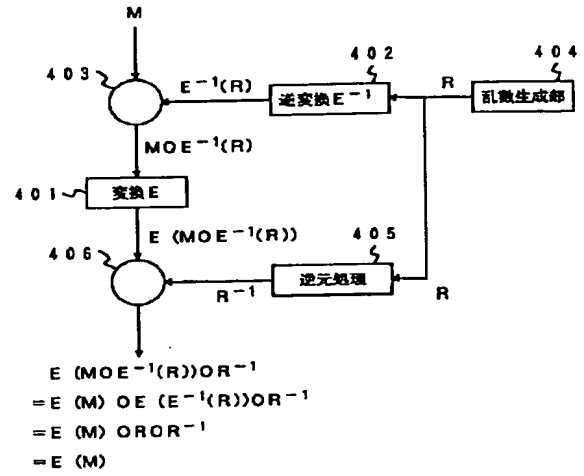 M
403
E⁻¹(R)
402
逆変換E⁻¹
R
404
乱数生成部
MOE⁻¹(R)
401
変換E
E (MOE⁻¹(R))
406
R⁻¹
405
逆元処理
R
E (MOE⁻¹(R))OR⁻¹
=E (M) OE (E⁻¹(R))OR⁻¹
=E (M) OROR⁻¹
=E (M)